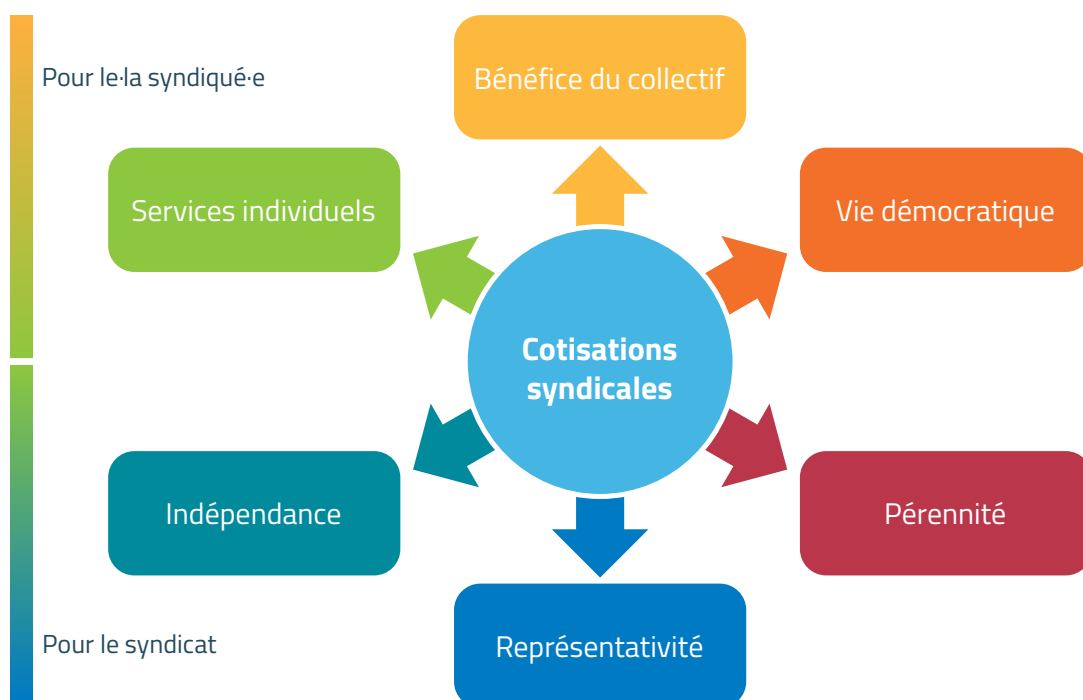 Pour le·la syndiqué·e
Bénéfice du collectif
Services individuels
Vie démocratique
Cotisations
syndicales
Indépendance
Pérennité
Pour le syndicat
Représentativité